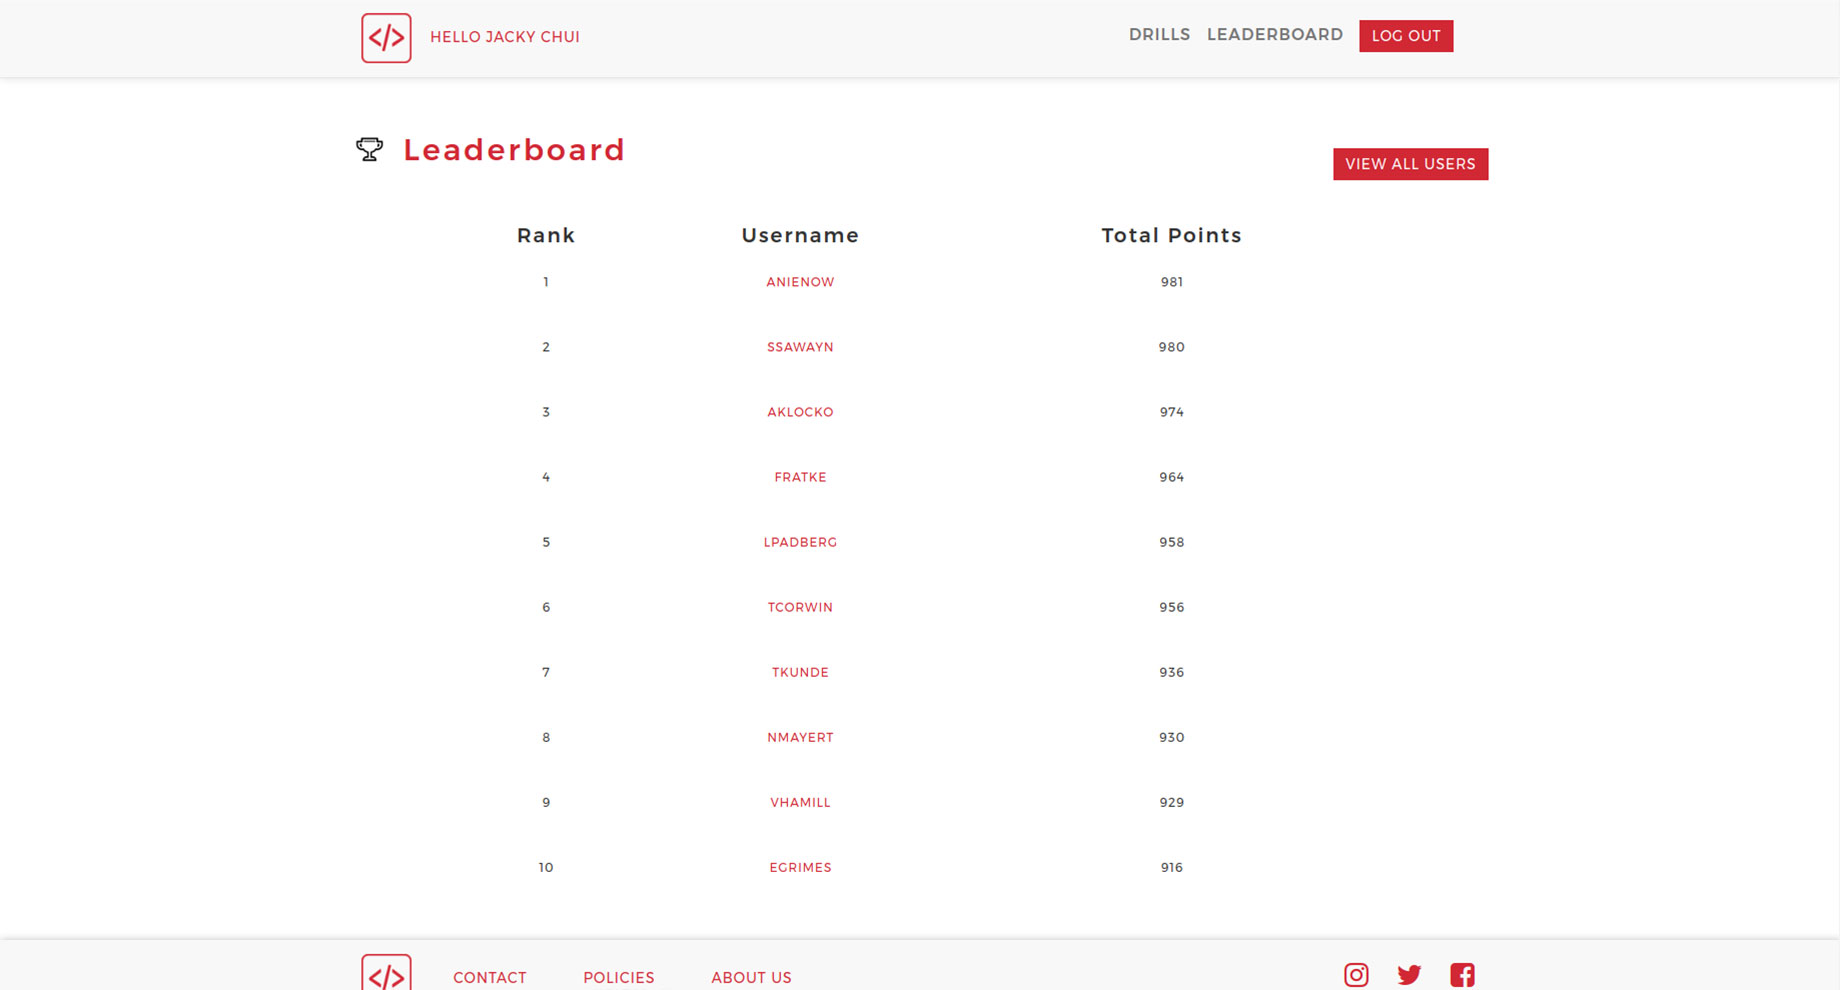 </> HELLO JACKY CHUI DRILLS LEADERBOARD LOG OUT
Leaderboard
VIEW ALL USERS
Rank Username Total Points
1 ANIENOW 981
2 SSAWAYN 980
3 AKLOCKO 974
4 FRATKE 964
5 LPADBERG 958
6 TCORWIN 956
7 TKUNDE 936
8 NMAYERT 930
9 VHAMILL 929
10 EGRIMES 916
</> CONTACT POLICIES ABOUT US